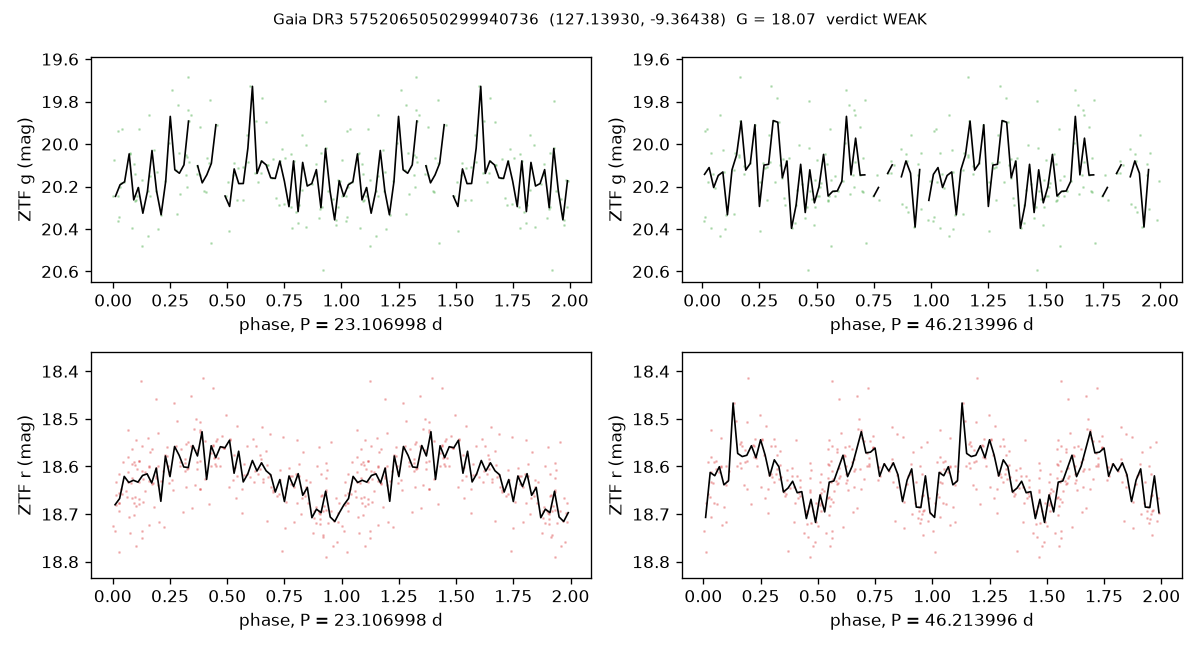 Gaia DR3 5752065050299940736  (127.13930, -9.36438)  G = 18.07  verdict WEAK
19.6
19.8
20.0
20.2
20.4
20.6
ZTF g (mag)
0.00 0.25 0.50 0.75 1.00 1.25 1.50 1.75 2.00
phase, P = 23.106998 d
19.6
19.8
20.0
20.2
20.4
20.6
ZTF g (mag)
0.00 0.25 0.50 0.75 1.00 1.25 1.50 1.75 2.00
phase, P = 46.213996 d
18.4
18.5
18.6
18.7
18.8
ZTF r (mag)
0.00 0.25 0.50 0.75 1.00 1.25 1.50 1.75 2.00
phase, P = 23.106998 d
18.4
18.5
18.6
18.7
18.8
ZTF r (mag)
0.00 0.25 0.50 0.75 1.00 1.25 1.50 1.75 2.00
phase, P = 46.213996 d